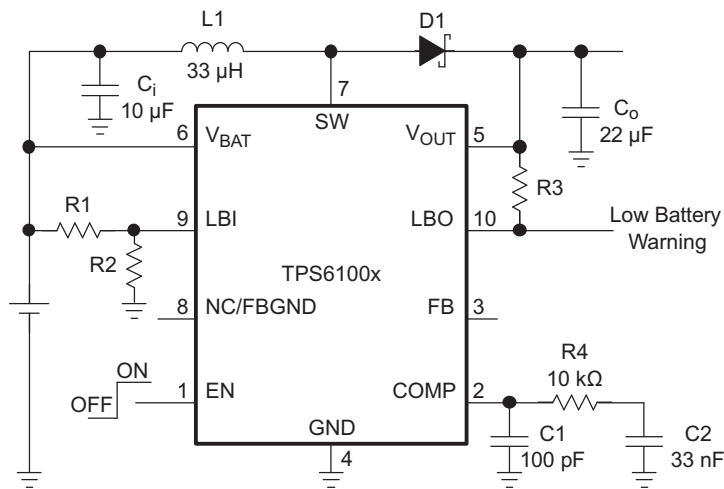 L1
33 µH
D1
Ci
10 µF
7
SW
Co
22 µF
6
VBAT
VOUT
5
R3
R1
9
LBI
LBO
10
Low Battery
Warning
R2
TPS6100x
8
NC/FBGND
FB
3
R4
10 kΩ
ON
OFF
1
EN
COMP
2
GND
4
C1
100 pF
C2
33 nF